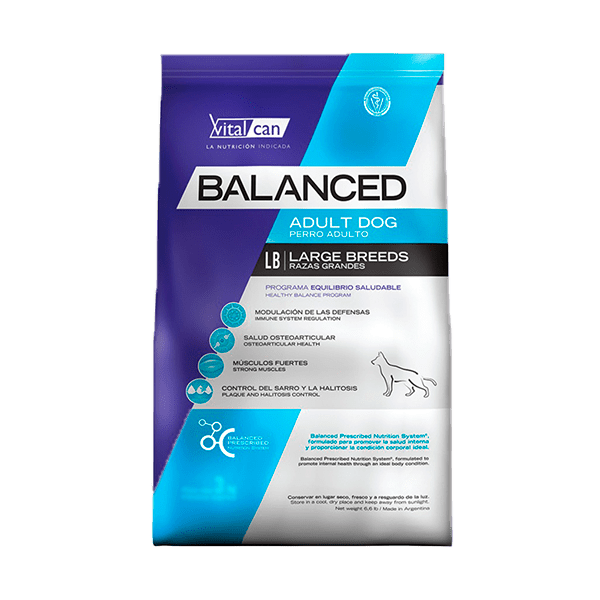 vital can
LA NUTRICIÓN INDICADA
BALANCED
ADULT DOG
PERRO ADULTO
LB LARGE BREEDS
RAZAS GRANDES
PROGRAMA EQUILIBRIO SALUDABLE
HEALTHY BALANCE PROGRAM
MODULACIÓN DE LAS DEFENSAS
IMMUNE SYSTEM REGULATION
SALUD OSTEOARTICULAR
OSTEOARTICULAR HEALTH
MÚSCULOS FUERTES
STRONG MUSCLES
CONTROL DEL SARRO Y LA HALITOSIS
PLAQUE AND HALITOSIS CONTROL
BALANCED
PRESCRIBED
NUTRITION SYSTEM
Balanced Prescribed Nutrition System®,
formulado para promover la salud interna
y proporcionar la condición corporal ideal.
Balanced Prescribed Nutrition System®, formulated to
promote internal health through an ideal body condition.
Conservar en lugar seco, fresco y a resguardo de la luz.
Store in a cool, dry place and keep away from sunlight.
Net weight 6,6 lb / Made in Argentina